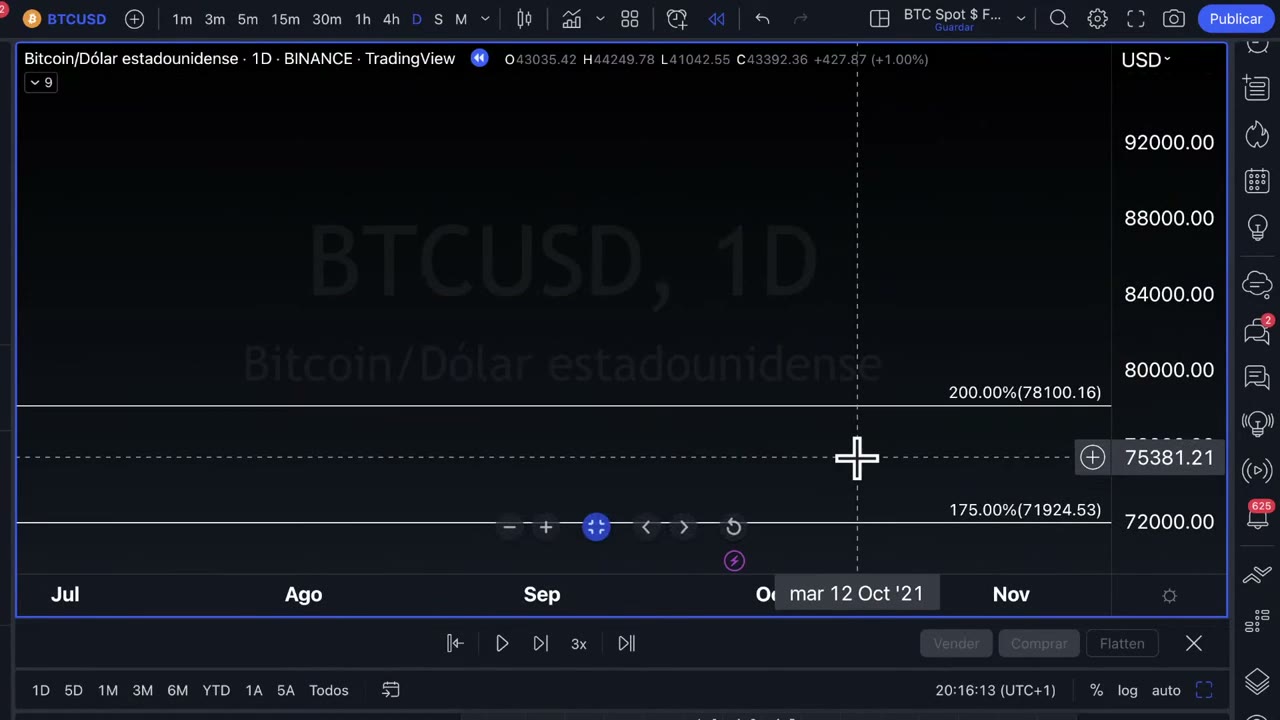 2
BTCUSD 1m 3m 5m 15m 30m 1h 4h D S M BTC Spot $ F... Guardar Publicar
Bitcoin/Dólar estadounidense · 1D · BINANCE · TradingView O43035.42 H44249.78 L41042.55 C43392.36 +427.87 (+1.00%) USD
9
92000.00
88000.00
BTCUSD, 1D
84000.00
Bitcoin/Dólar estadounidense
80000.00
200.00%(78100.16)
2
75381.21
175.00%(71924.53)
72000.00
625
Jul Ago Sep mar 12 Oct '21 Nov
3x Vender Comprar Flatten
1D 5D 1M 3M 6M YTD 1A 5A Todos 20:16:13 (UTC+1) % log auto